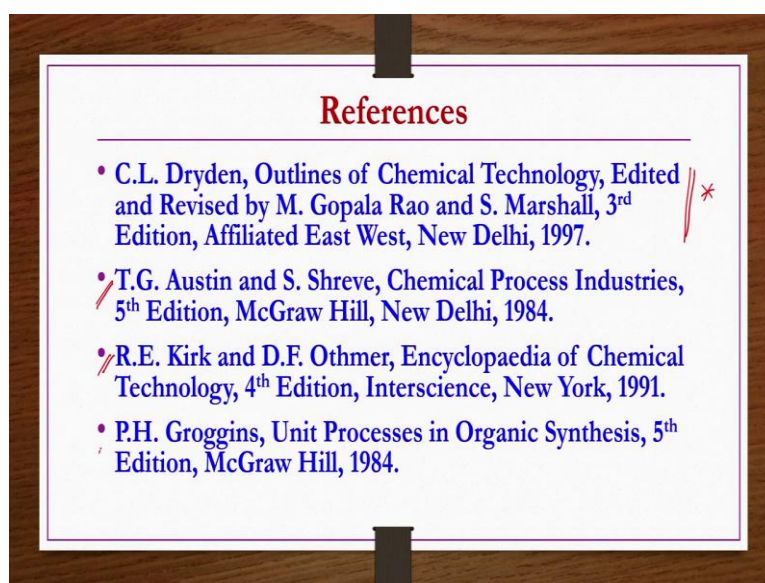 References
• C.L. Dryden, Outlines of Chemical Technology, Edited
and Revised by M. Gopala Rao and S. Marshall, 3rd
Edition, Affiliated East West, New Delhi, 1997.
• T.G. Austin and S. Shreve, Chemical Process Industries,
5th Edition, McGraw Hill, New Delhi, 1984.
• R.E. Kirk and D.F. Othmer, Encyclopaedia of Chemical
Technology, 4th Edition, Interscience, New York, 1991.
• P.H. Groggins, Unit Processes in Organic Synthesis, 5th
Edition, McGraw Hill, 1984.